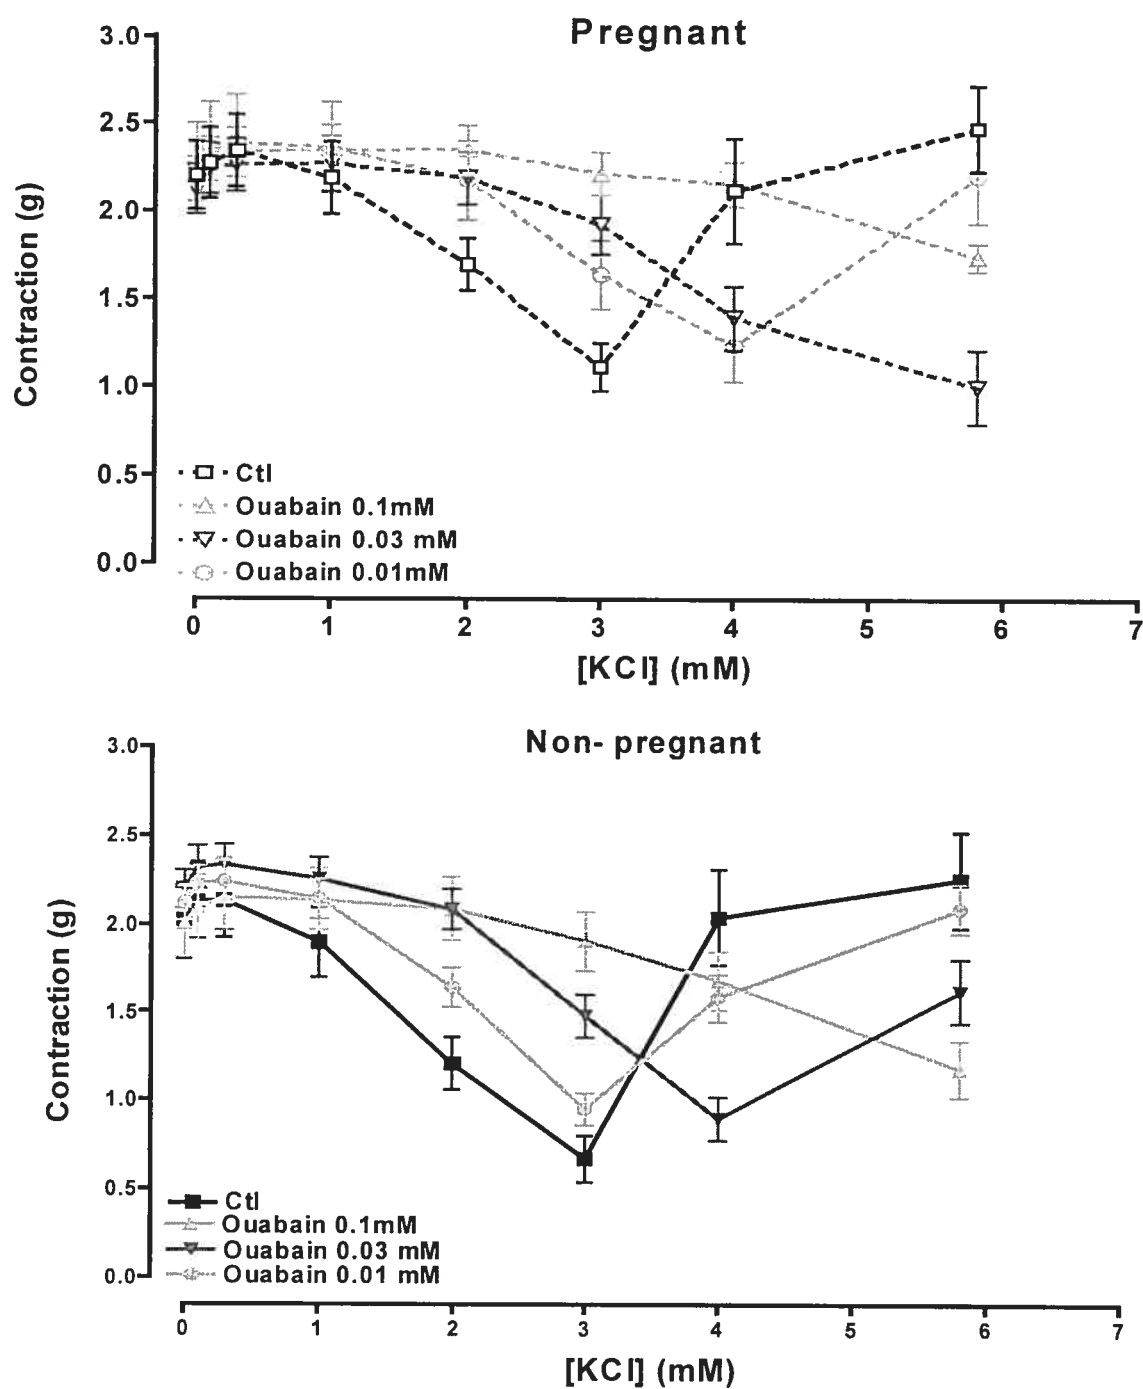 Pregnant
3.0
2.5
2.0
1.5
1.0
0.5
0.0
Contraction (g)
Ctl
Ouabain 0.1mM
Ouabain 0.03 mM
Ouabain 0.01mM
0 1 2 3 4 5 6 7
[KCl] (mM)
Non- pregnant
3.0
2.5
2.0
1.5
1.0
0.5
0.0
Contraction (g)
Ctl
Ouabain 0.1mM
Ouabain 0.03 mM
Ouabain 0.01 mM
0 1 2 3 4 5 6 7
[KCl] (mM)